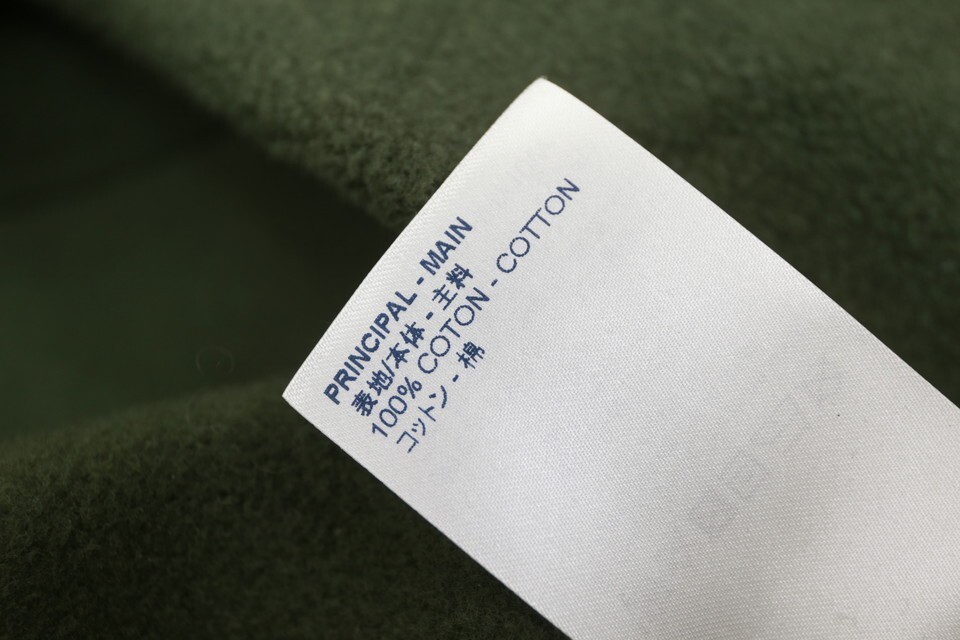 PRINCIPAL - MAIN
表地/本体 - 主料
100% COTON - COTTON
コットン - 棉